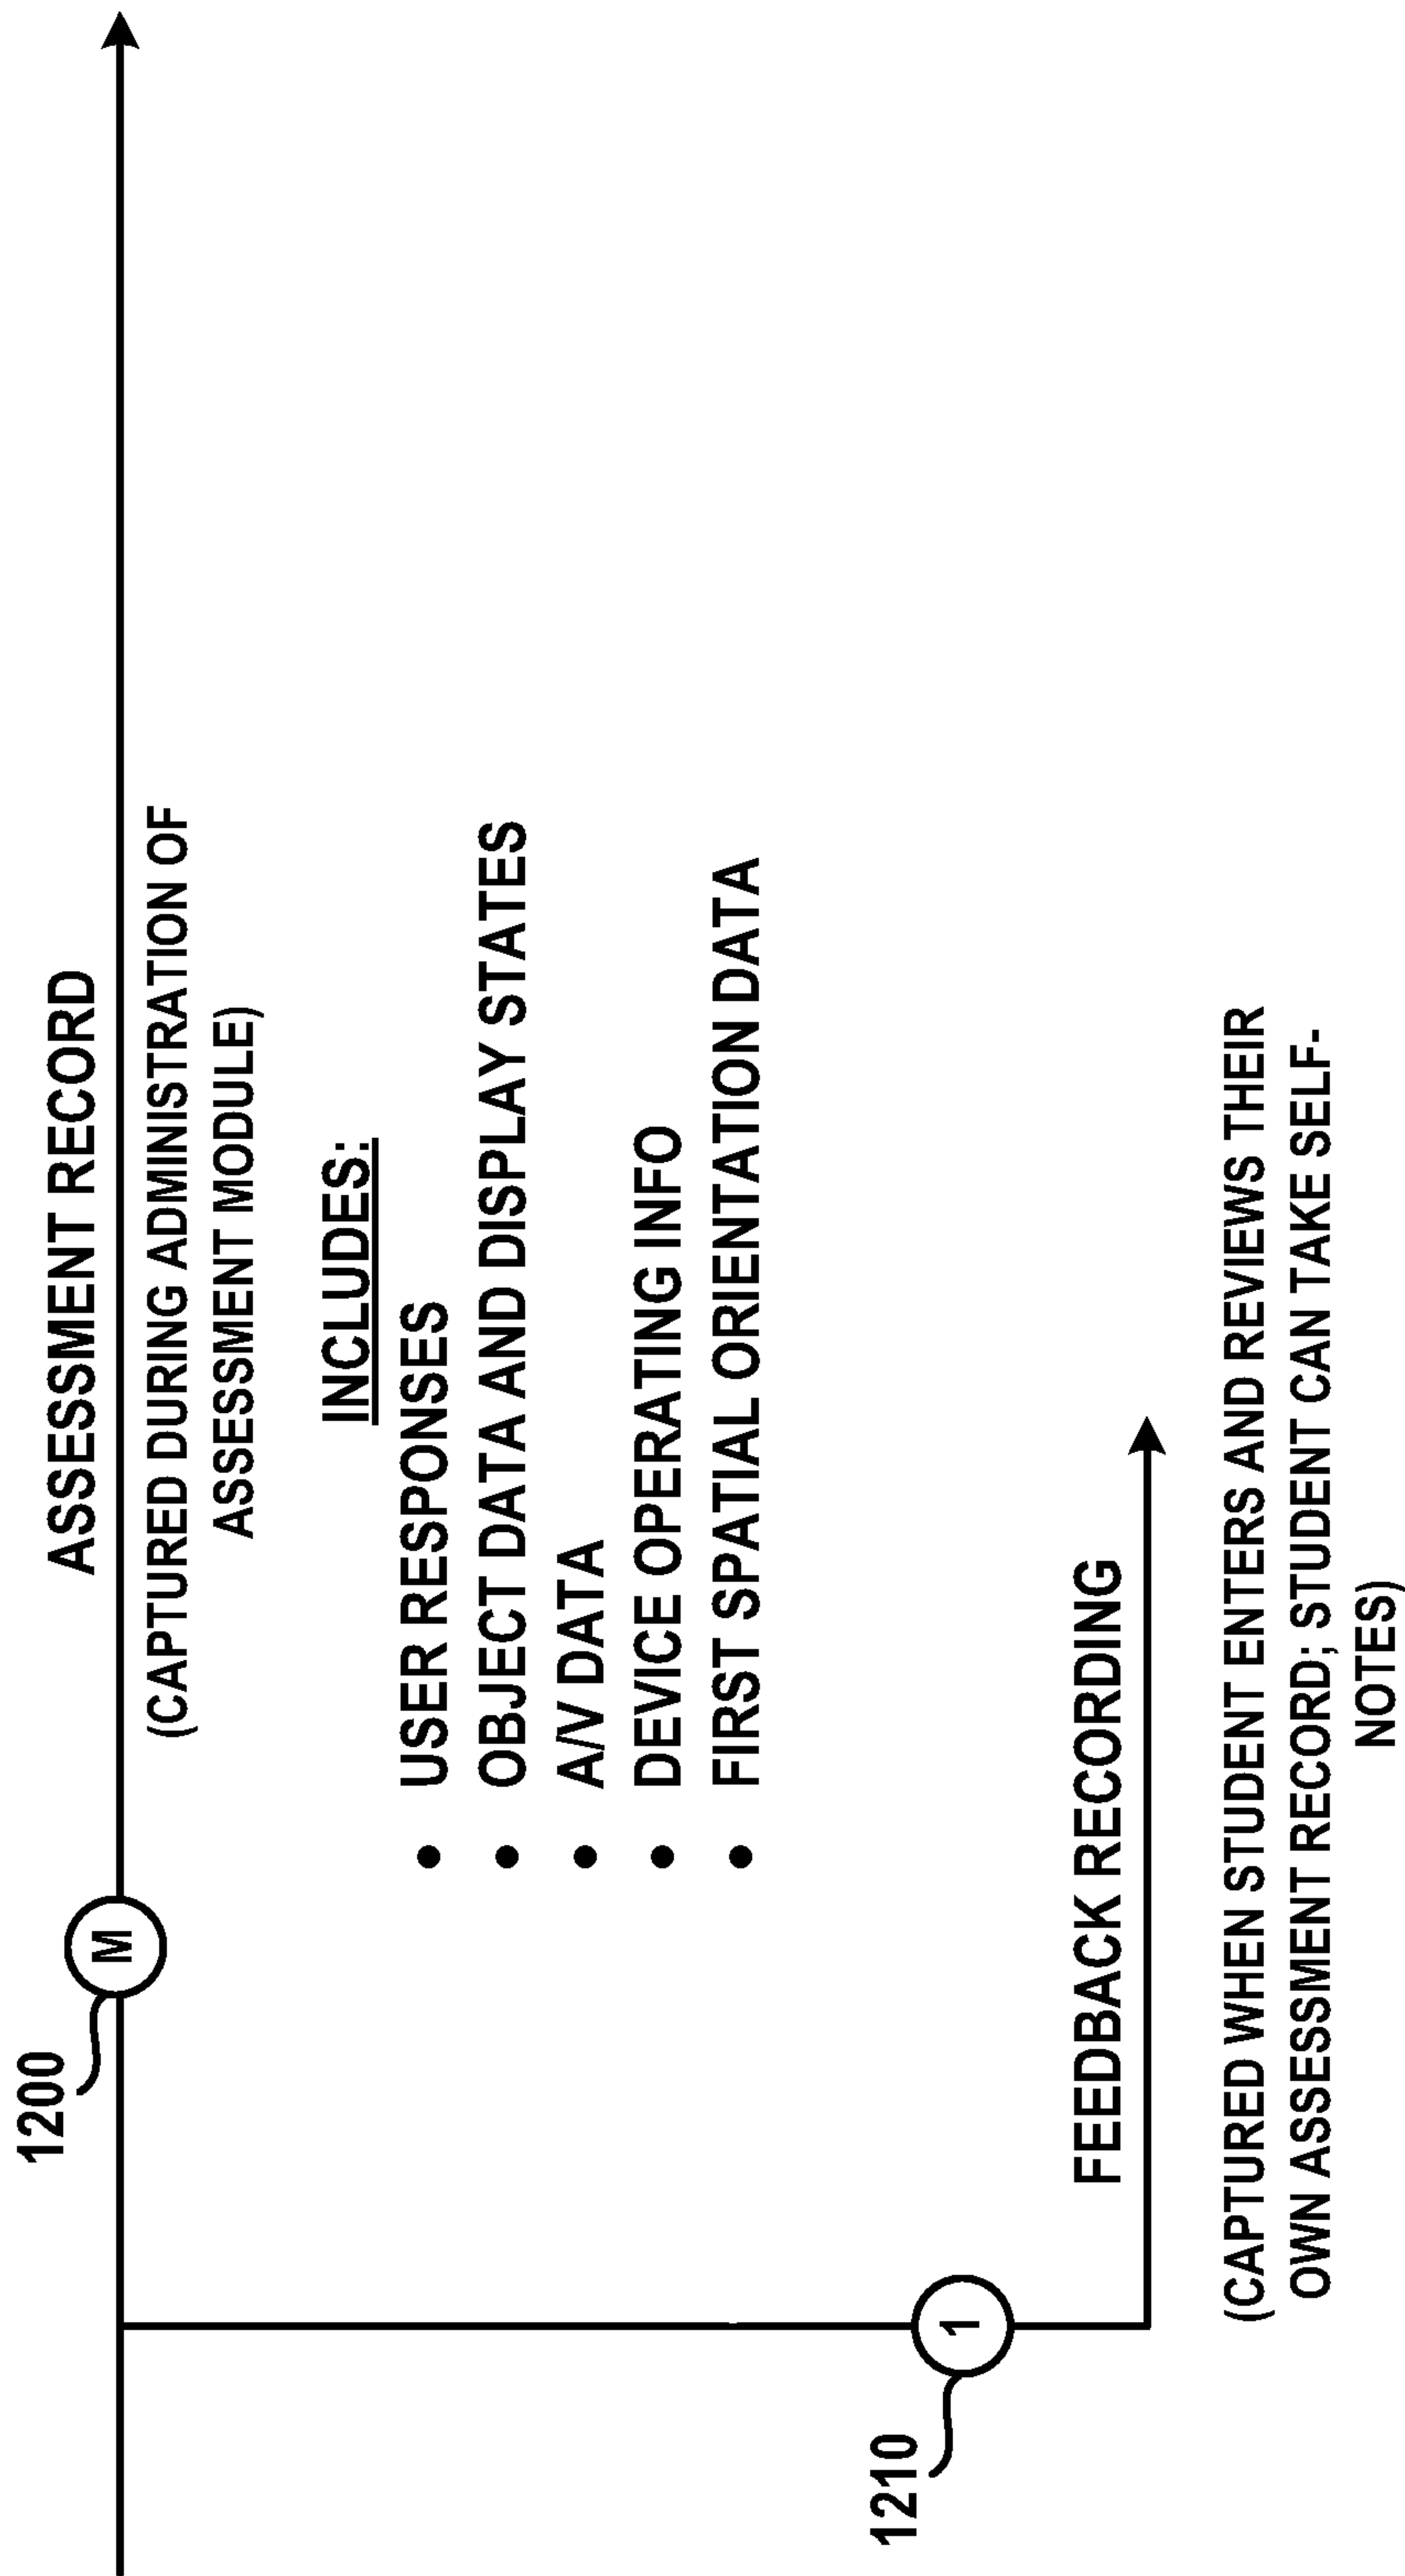 1200
M
ASSESSMENT RECORD
(CAPTURED DURING ADMINISTRATION OF
ASSESSMENT MODULE)
INCLUDES:
• USER RESPONSES
• OBJECT DATA AND DISPLAY STATES
• A/V DATA
• DEVICE OPERATING INFO
• FIRST SPATIAL ORIENTATION DATA
1210
1
FEEDBACK RECORDING
(CAPTURED WHEN STUDENT ENTERS AND REVIEWS THEIR
OWN ASSESSMENT RECORD; STUDENT CAN TAKE SELF-
NOTES)